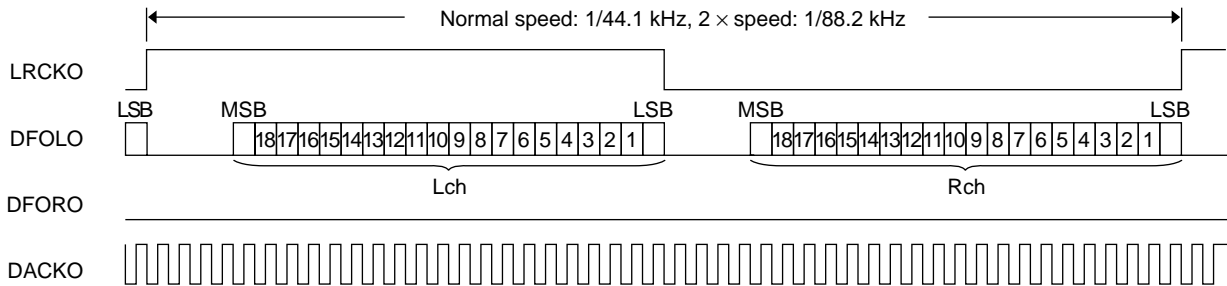 Normal speed: 1/44.1 kHz, 2 × speed: 1/88.2 kHz
LRCKO
LSB MSB LSB MSB LSB
DFOLO 18 17 16 15 14 13 12 11 10 9 8 7 6 5 4 3 2 1 18 17 16 15 14 13 12 11 10 9 8 7 6 5 4 3 2 1
Lch Rch
DFORO
DACKO